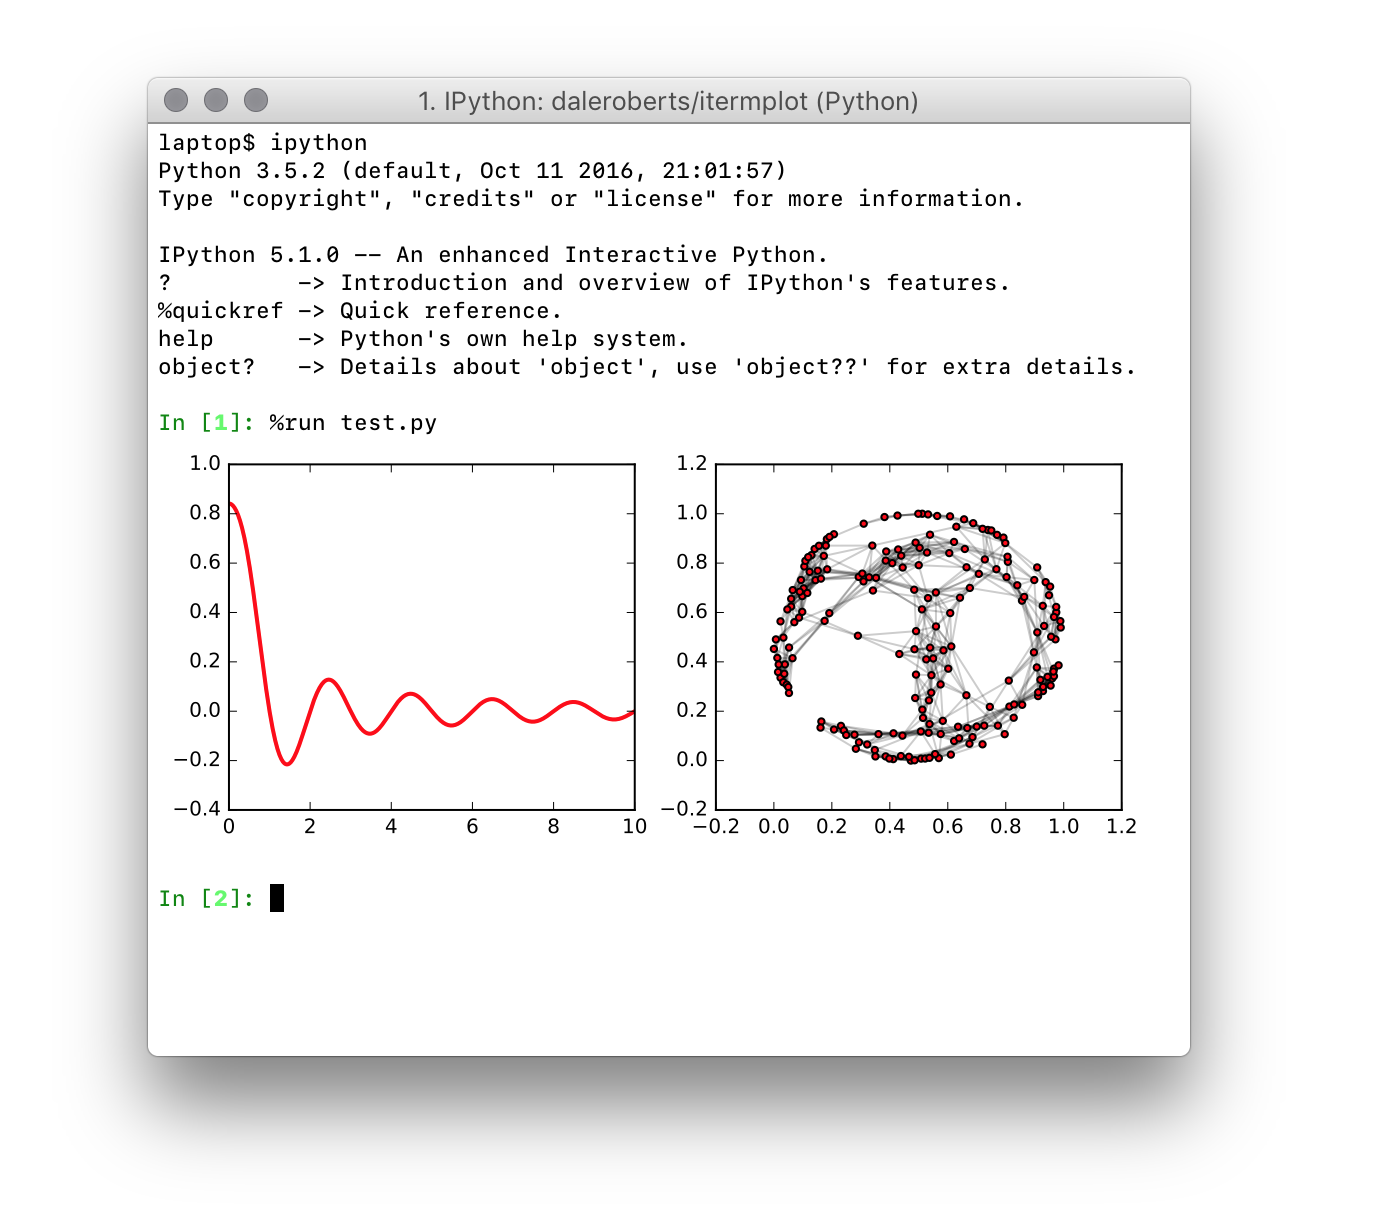 1. IPython: daleroberts/itermplot (Python)
laptop$ ipython
Python 3.5.2 (default, Oct 11 2016, 21:01:57)
Type "copyright", "credits" or "license" for more information.
IPython 5.1.0 -- An enhanced Interactive Python.
?         -> Introduction and overview of IPython's features.
%quickref -> Quick reference.
help      -> Python's own help system.
object?   -> Details about 'object', use 'object??' for extra details.
In [1]: %run test.py
1.0
0.8
0.6
0.4
0.2
0.0
−0.2
−0.4
0 2 4 6 8 10
1.2
1.0
0.8
0.6
0.4
0.2
0.0
−0.2
−0.2 0.0 0.2 0.4 0.6 0.8 1.0 1.2
In [2]: